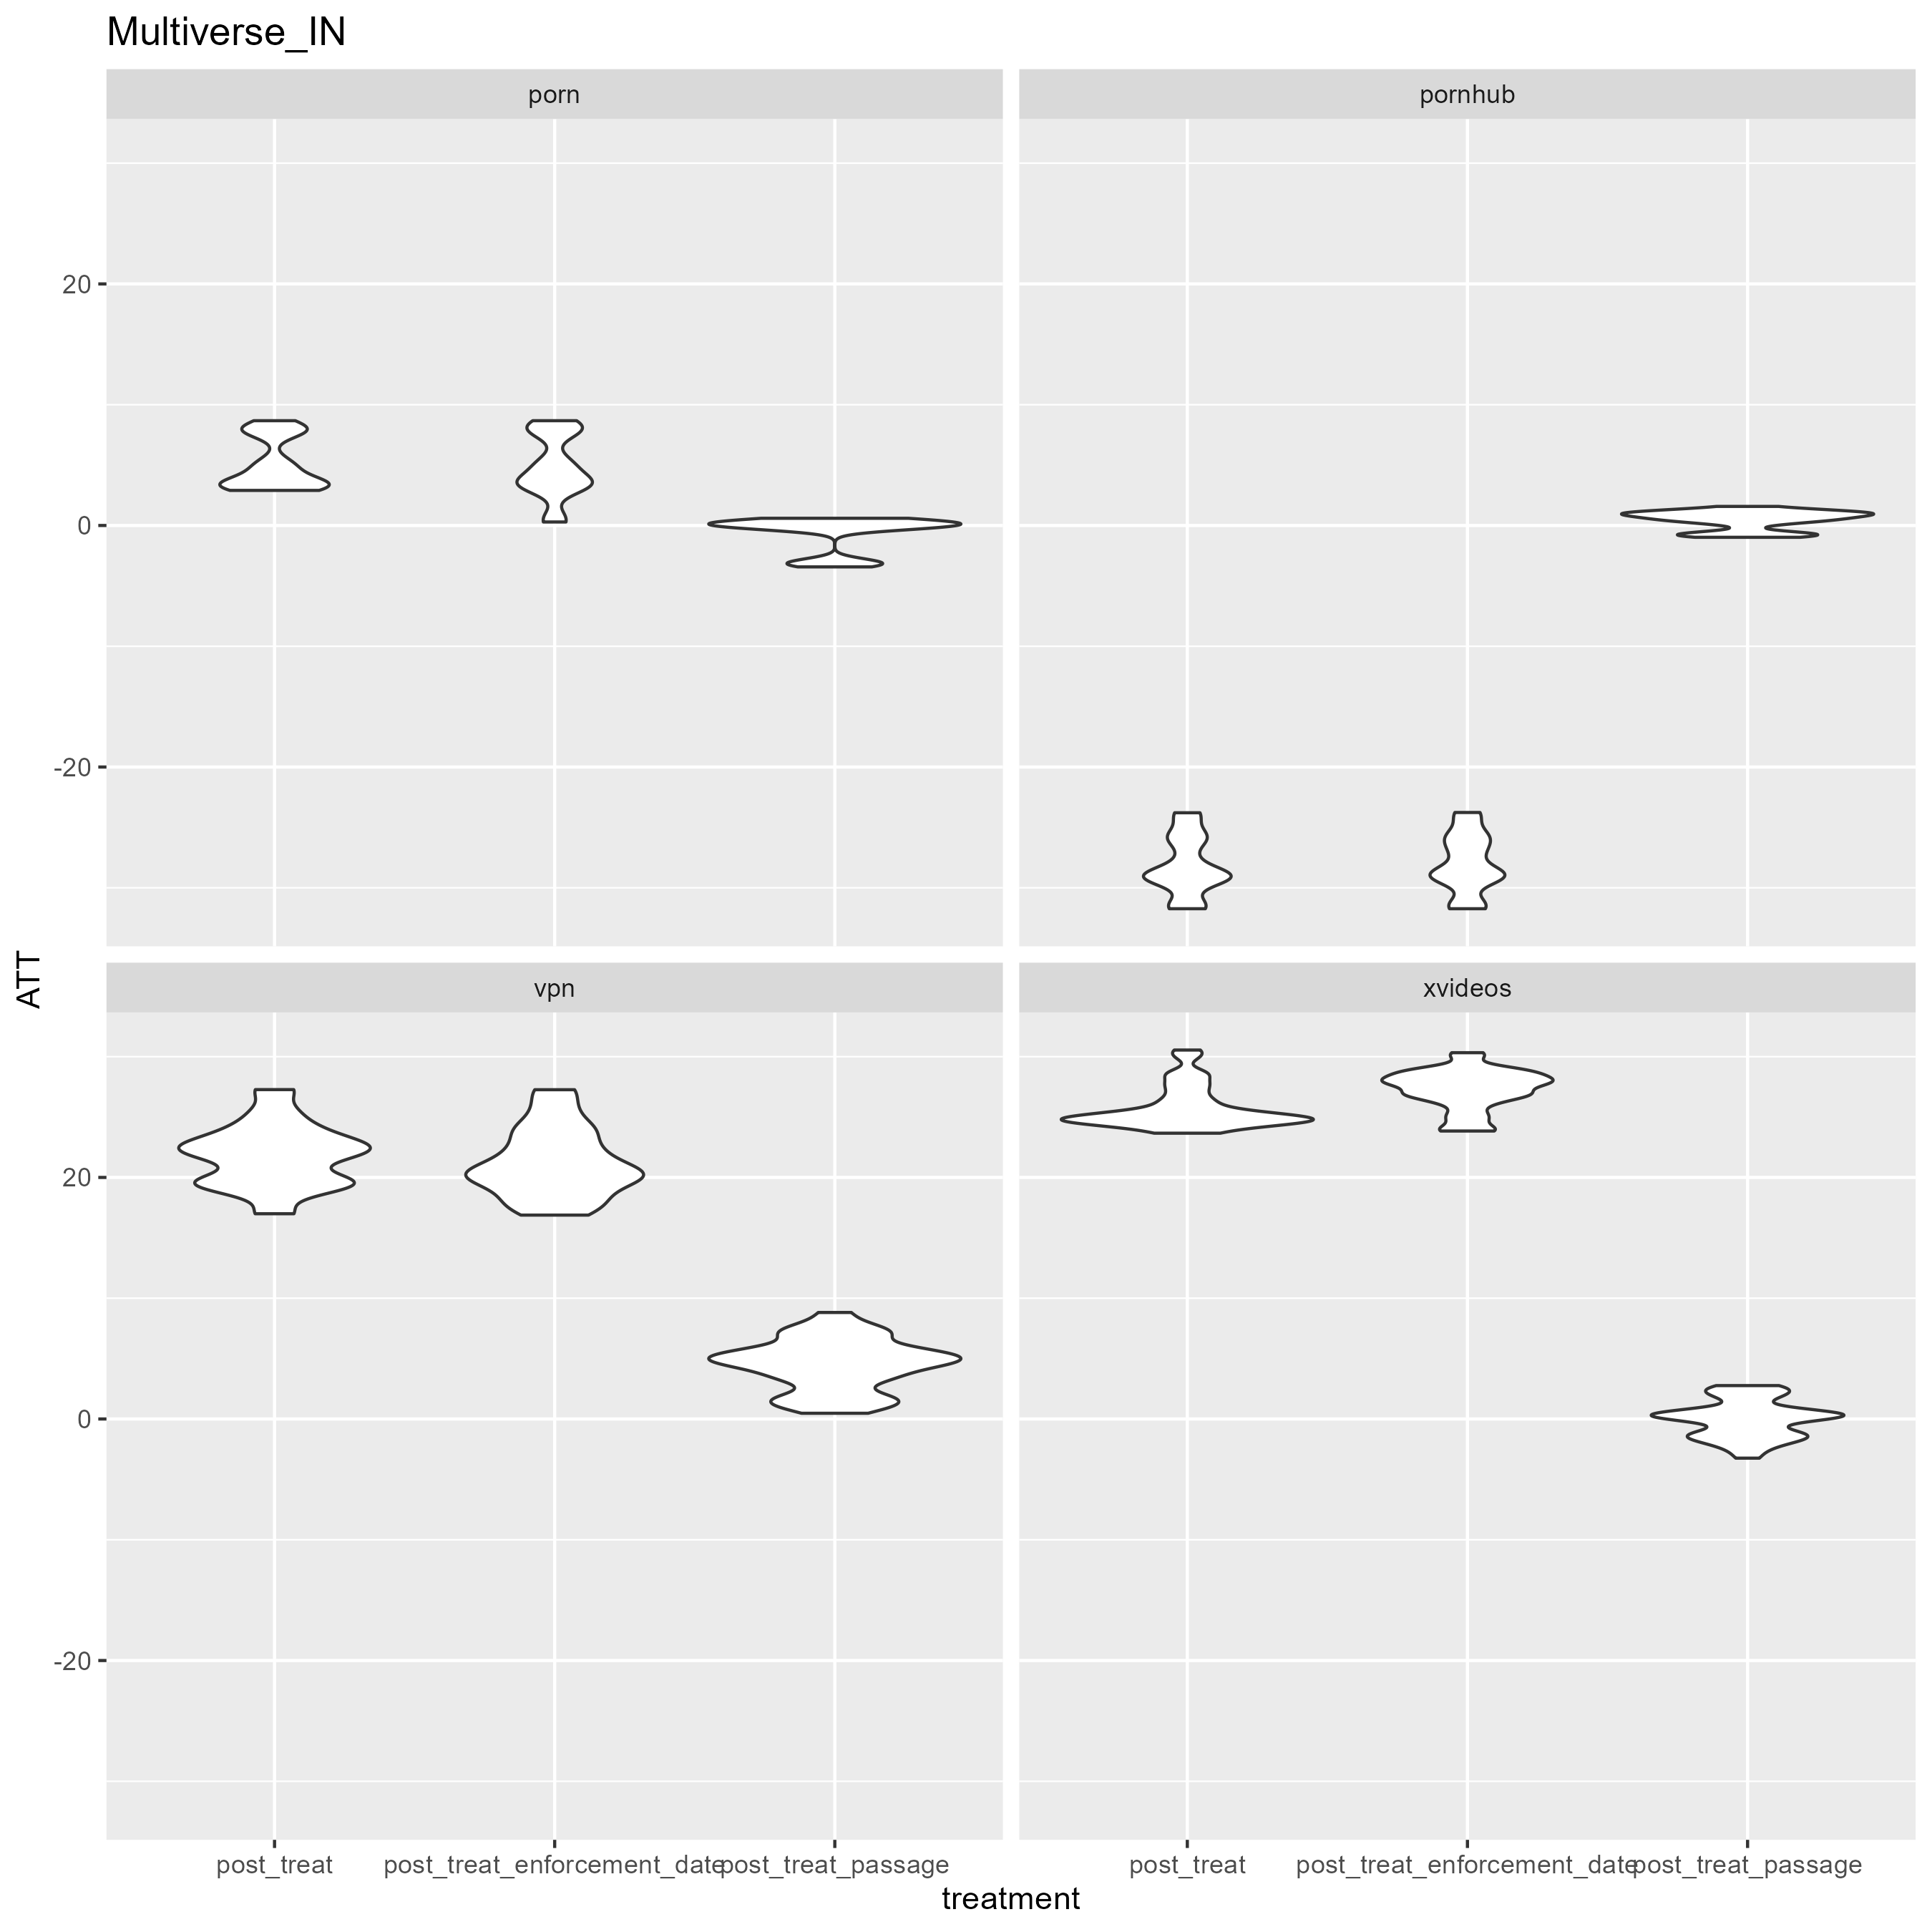 Multiverse_IN
porn
pornhub
20
0
-20
ATT
vpn
xvideos
20
0
-20
post_treat
post_treat_enforcement_date
post_treat_passage
post_treat
post_treat_enforcement_date
post_treat_passage
treatment